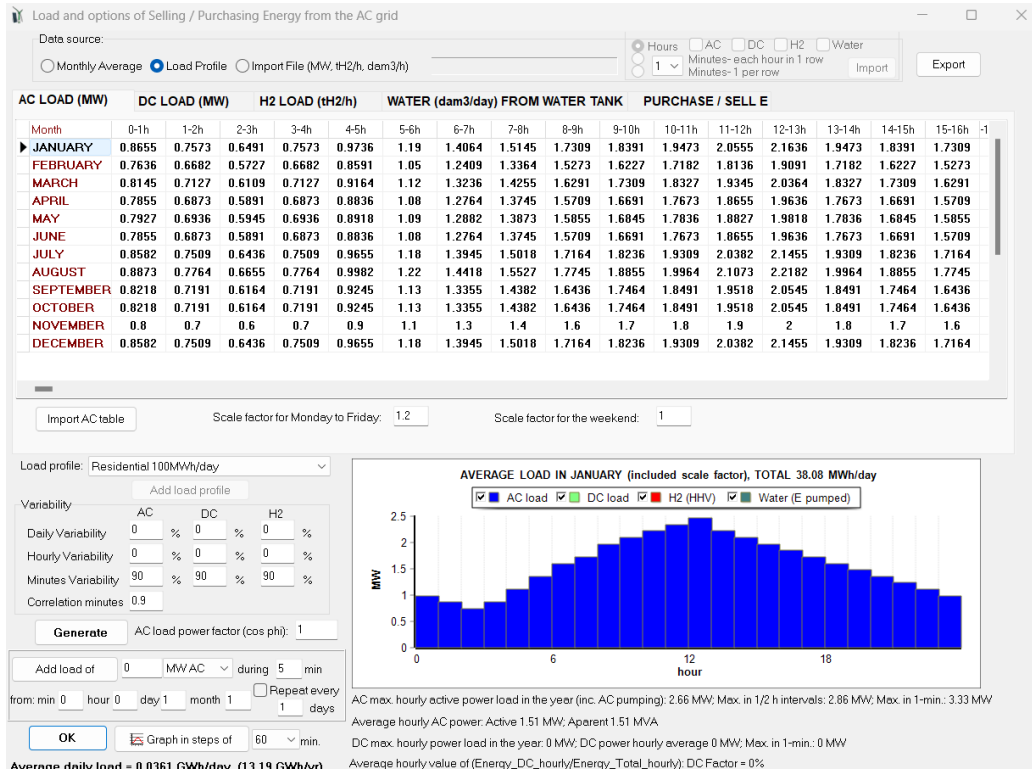 Load and options of Selling / Purchasing Energy from the AC grid
Data source:
Monthly Average Load Profile Import File (MW, tH2/h, dam3/h)
Hours AC DC H2 Water
1 Minutes- each hour in 1 row
Minutes- 1 per row
Import
Export
AC LOAD (MW) DC LOAD (MW) H2 LOAD (tH2/h) WATER (dam3/day) FROM WATER TANK PURCHASE / SELL E
Month 0-1h 1-2h 2-3h 3-4h 4-5h 5-6h 6-7h 7-8h 8-9h 9-10h 10-11h 11-12h 12-13h 13-14h 14-15h 15-16h -1
JANUARY 0.8655 0.7573 0.6491 0.7573 0.9736 1.19 1.4064 1.5145 1.7309 1.8391 1.9473 2.0555 2.1636 1.9473 1.8391 1.7309
FEBRUARY 0.7636 0.6682 0.5727 0.6682 0.8591 1.05 1.2409 1.3364 1.5273 1.6227 1.7182 1.8136 1.9091 1.7182 1.6227 1.5273
MARCH 0.8145 0.7127 0.6109 0.7127 0.9164 1.12 1.3236 1.4255 1.6291 1.7309 1.8327 1.9345 2.0364 1.8327 1.7309 1.6291
APRIL 0.7855 0.6873 0.5891 0.6873 0.8836 1.08 1.2764 1.3745 1.5709 1.6691 1.7673 1.8655 1.9636 1.7673 1.6691 1.5709
MAY 0.7927 0.6936 0.5945 0.6936 0.8918 1.09 1.2882 1.3873 1.5855 1.6845 1.7836 1.8827 1.9818 1.7836 1.6845 1.5855
JUNE 0.7855 0.6873 0.5891 0.6873 0.8836 1.08 1.2764 1.3745 1.5709 1.6691 1.7673 1.8655 1.9636 1.7673 1.6691 1.5709
JULY 0.8582 0.7509 0.6436 0.7509 0.9655 1.18 1.3945 1.5018 1.7164 1.8236 1.9309 2.0382 2.1455 1.9309 1.8236 1.7164
AUGUST 0.8873 0.7764 0.6655 0.7764 0.9982 1.22 1.4418 1.5527 1.7745 1.8855 1.9964 2.1073 2.2182 1.9964 1.8855 1.7745
SEPTEMBER 0.8218 0.7191 0.6164 0.7191 0.9245 1.13 1.3355 1.4382 1.6436 1.7464 1.8491 1.9518 2.0545 1.8491 1.7464 1.6436
OCTOBER 0.8218 0.7191 0.6164 0.7191 0.9245 1.13 1.3355 1.4382 1.6436 1.7464 1.8491 1.9518 2.0545 1.8491 1.7464 1.6436
NOVEMBER 0.8 0.7 0.6 0.7 0.9 1.1 1.3 1.4 1.6 1.7 1.8 1.9 2 1.8 1.7 1.6
DECEMBER 0.8582 0.7509 0.6436 0.7509 0.9655 1.18 1.3945 1.5018 1.7164 1.8236 1.9309 2.0382 2.1455 1.9309 1.8236 1.7164
Import AC table Scale factor for Monday to Friday: 1.2 Scale factor for the weekend: 1
Load profile: Residential 100MWh/day
Add load profile
Variability
AC DC H2
Daily Variability 0 % 0 % 0 %
Hourly Variability 0 % 0 % 0 %
Minutes Variability 90 % 90 % 90 %
Correlation minutes 0.9
Generate AC load power factor (cos phi): 1
Add load of 0 MW AC during 5 min
from: min 0 hour 0 day 1 month 1 Repeat every
1 days
OK Graph in steps of 60 min.
Average daily load = 0.0361 GWh/day (13.19 GWh/yr)
AVERAGE LOAD IN JANUARY (included scale factor), TOTAL 38.08 MWh/day
AC load DC load H2 (HHV) Water (E pumped)
MW
2.5
2
1.5
1
0.5
0
0 6 12 18
hour
AC max. hourly active power load in the year (inc. AC pumping): 2.66 MW; Max. in 1/2 h intervals: 2.86 MW; Max. in 1-min.: 3.33 MW
Average hourly AC power: Active 1.51 MW; Aparent 1.51 MVA
DC max. hourly power load in the year: 0 MW; DC power hourly average 0 MW; Max. in 1-min.: 0 MW
Average hourly value of (Energy_DC_hourly/Energy_Total_hourly): DC Factor = 0%